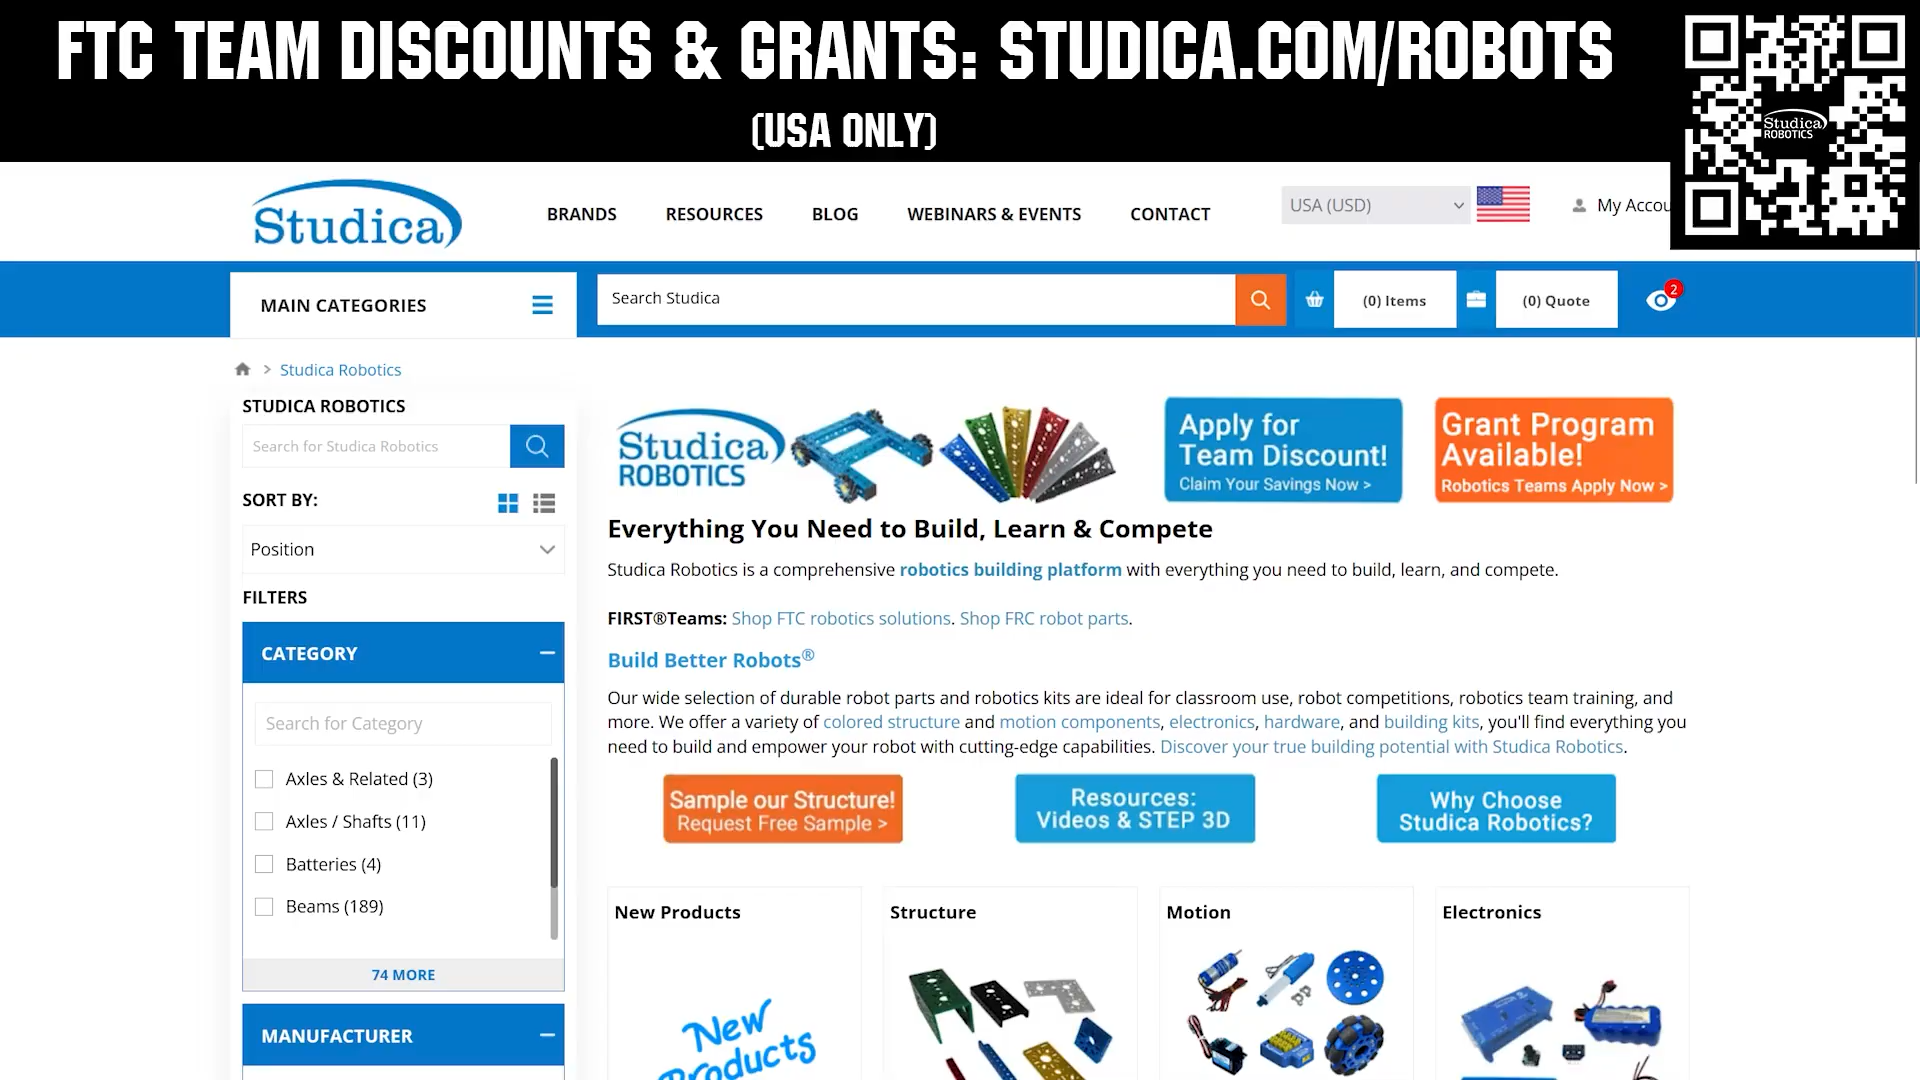 FTC TEAM DISCOUNTS & GRANTS: STUDICA.COM/ROBOTS
(USA ONLY)
Studica
ROBOTICS
Studica
BRANDS
RESOURCES
BLOG
WEBINARS & EVENTS
CONTACT
USA (USD)
My Accou
MAIN CATEGORIES
Search Studica
(0) Items
(0) Quote
2
> Studica Robotics
STUDICA ROBOTICS
Search for Studica Robotics
SORT BY:
Position
FILTERS
CATEGORY
Search for Category
Axles & Related (3)
Axles / Shafts (11)
Batteries (4)
Beams (189)
74 MORE
MANUFACTURER
Studica
ROBOTICS
Apply for
Team Discount!
Claim Your Savings Now >
Grant Program
Available!
Robotics Teams Apply Now >
Everything You Need to Build, Learn & Compete
Studica Robotics is a comprehensive robotics building platform with everything you need to build, learn, and compete.
FIRST®Teams: Shop FTC robotics solutions. Shop FRC robot parts.
Build Better Robots®
Our wide selection of durable robot parts and robotics kits are ideal for classroom use, robot competitions, robotics team training, and
more. We offer a variety of colored structure and motion components, electronics, hardware, and building kits, you'll find everything you
need to build and empower your robot with cutting-edge capabilities. Discover your true building potential with Studica Robotics.
Sample our Structure!
Request Free Sample >
Resources:
Videos & STEP 3D
Why Choose
Studica Robotics?
New Products
Structure
Motion
Electronics
New
Products